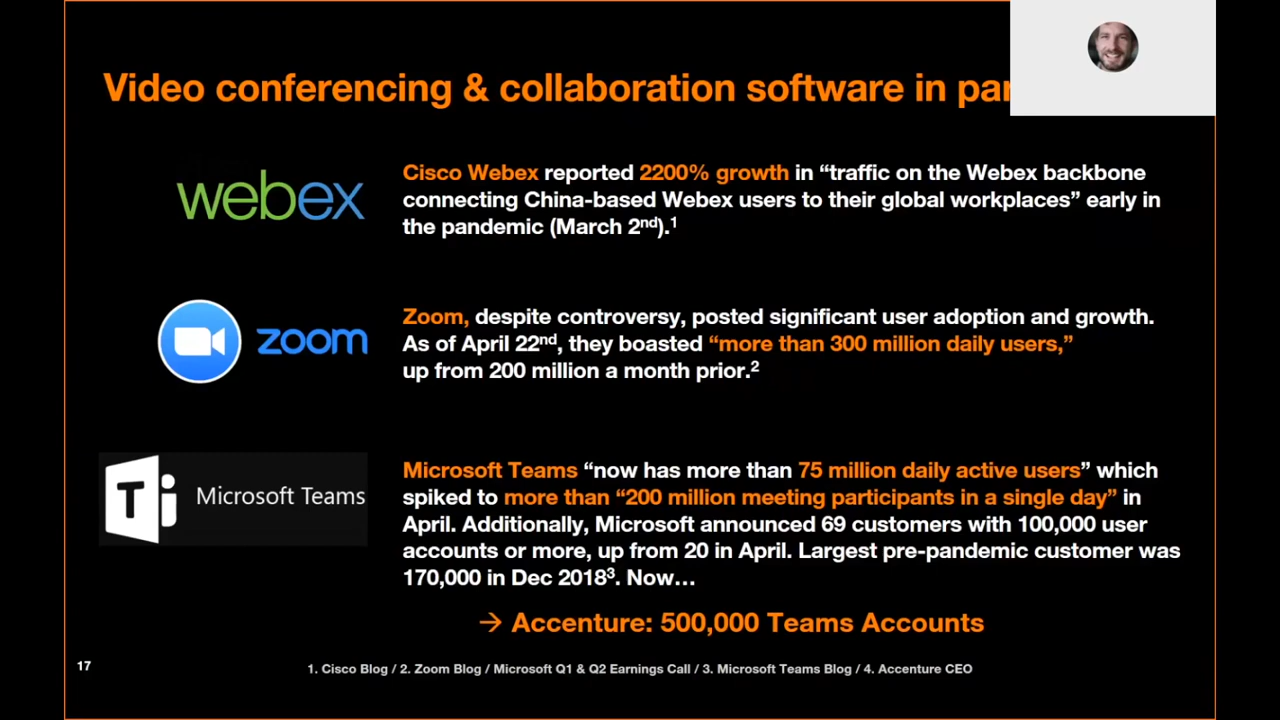 Video conferencing & collaboration software in
webex
Cisco Webex reported 2200% growth in “traffic on the Webex backbone
connecting China-based Webex users to their global workplaces” early in
the pandemic (March 2nd).1
zoom
Zoom, despite controversy, posted significant user adoption and growth.
As of April 22nd, they boasted “more than 300 million daily users,”
up from 200 million a month prior.2
T
Microsoft Teams
Microsoft Teams “now has more than 75 million daily active users” which
spiked to more than “200 million meeting participants in a single day” in
April. Additionally, Microsoft announced 69 customers with 100,000 user
accounts or more, up from 20 in April. Largest pre-pandemic customer was
170,000 in Dec 2018³. Now…
→ Accenture: 500,000 Teams Accounts
17
1. Cisco Blog / 2. Zoom Blog / Microsoft Q1 & Q2 Earnings Call / 3. Microsoft Teams Blog / 4. Accenture CEO